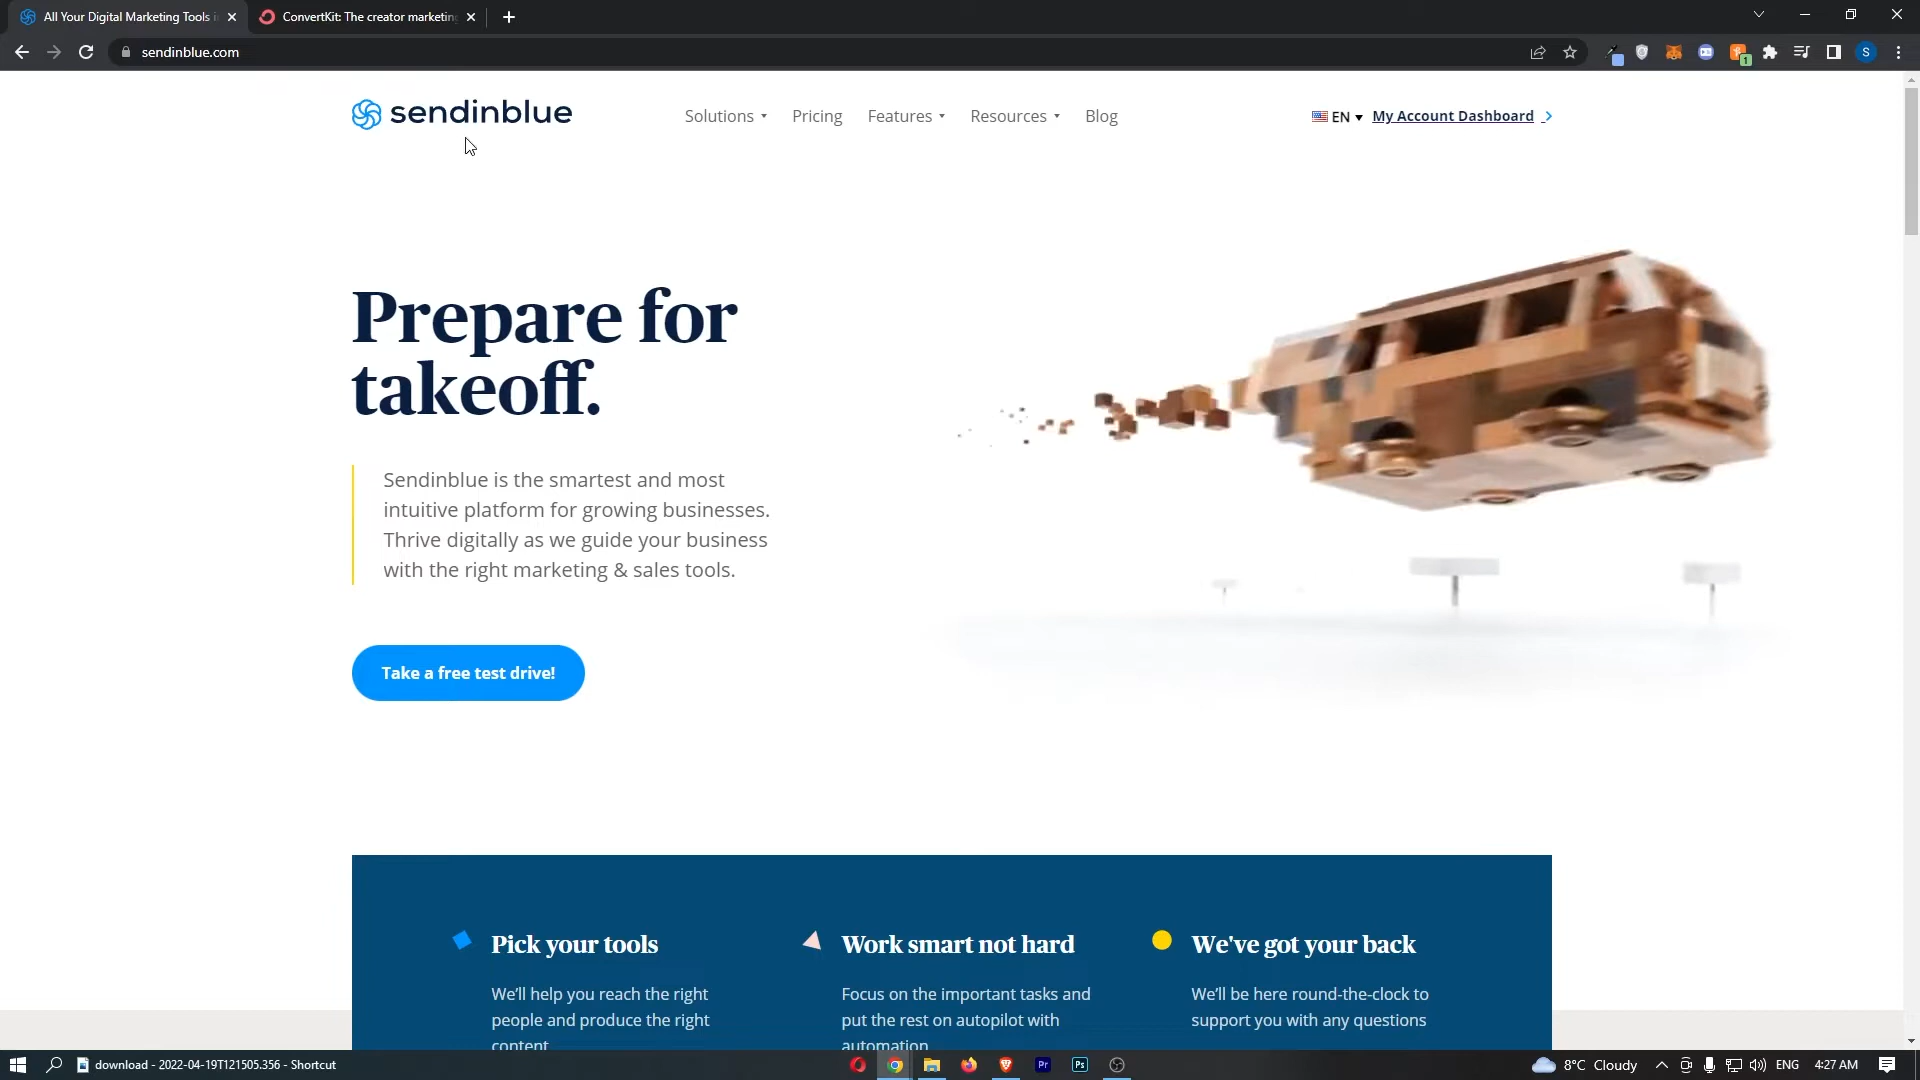 All Your Digital Marketing Tools i
ConvertKit: The creator marketing
sendinblue.com
S
1
sendinblue
Solutions
Pricing
Features
Resources
Blog
EN
My Account Dashboard
Prepare for
takeoff.
Sendinblue is the smartest and most
intuitive platform for growing businesses.
Thrive digitally as we guide your business
with the right marketing & sales tools.
Take a free test drive!
Pick your tools
We'll help you reach the right
people and produce the right
content
Work smart not hard
Focus on the important tasks and
put the rest on autopilot with
automation
We've got your back
We'll be here round-the-clock to
support you with any questions
download - 2022-04-19T121505.356 - Shortcut
Pr
Ps
8°C Cloudy
ENG
4:27 AM